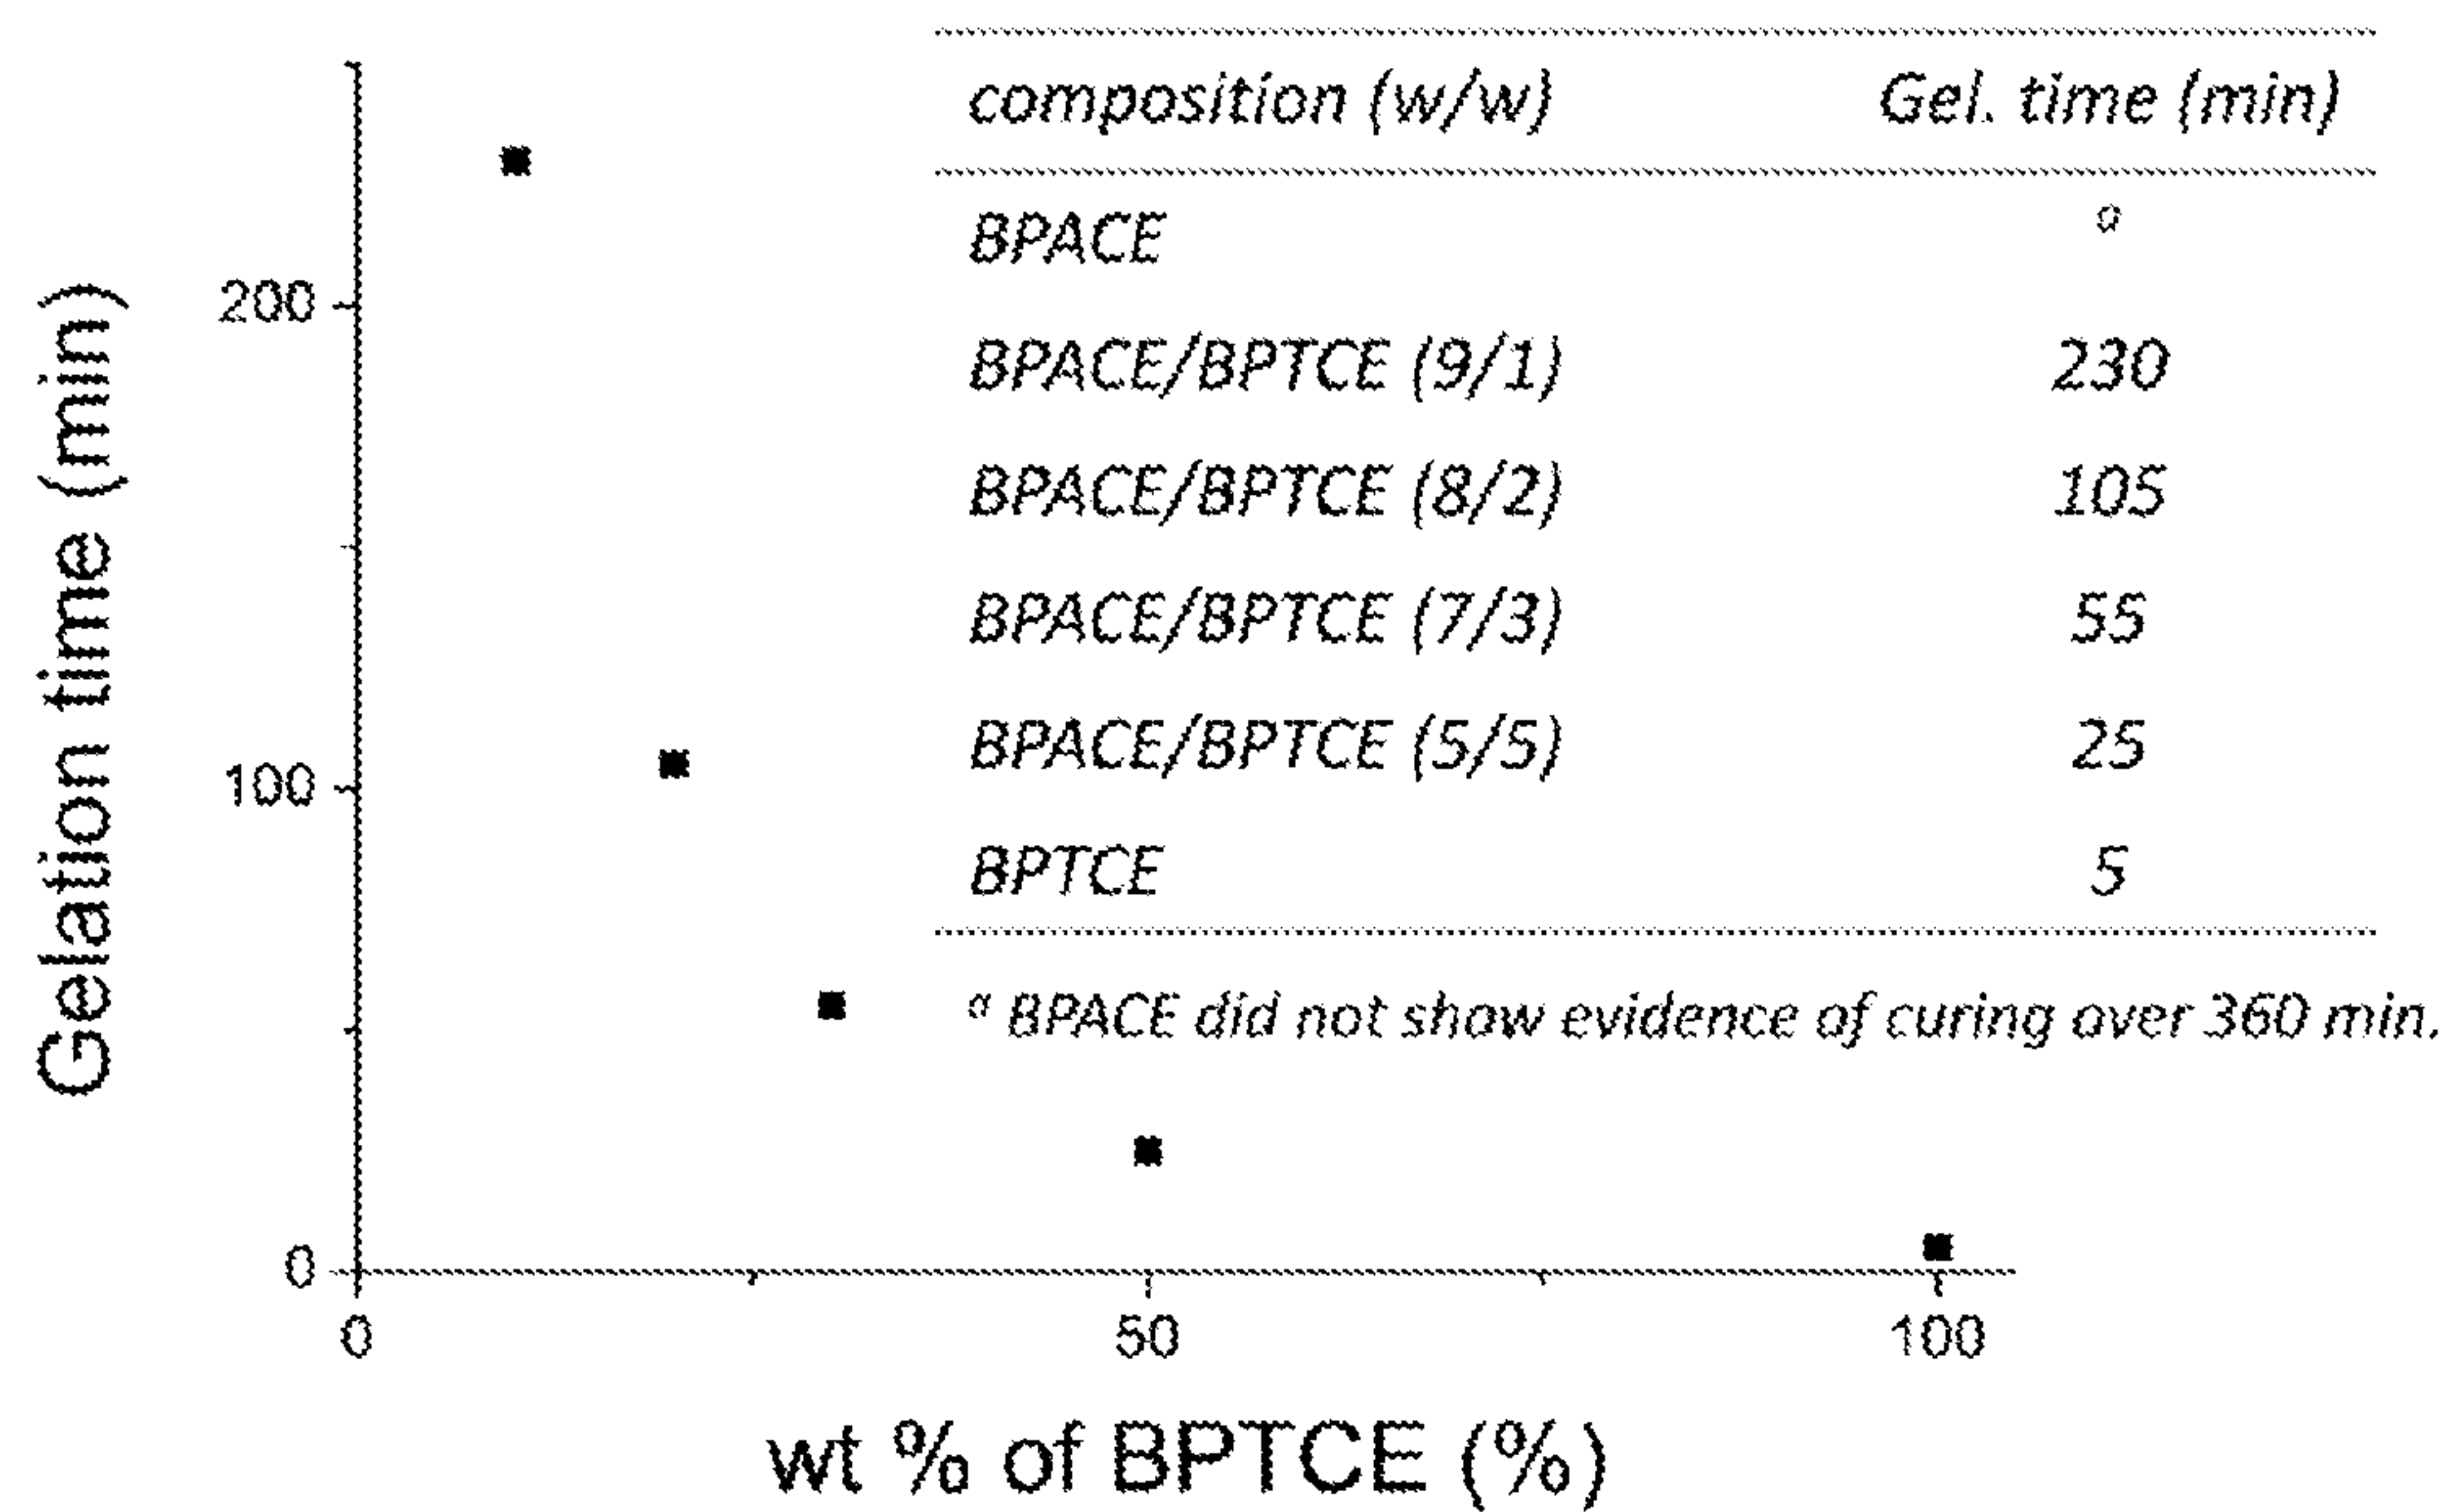 composition (w/w) Gel. time (min)
BPACE a
BPACE/BPTCE (9/1) 230
BPACE/BPTCE (8/2) 105
BPACE/BPTCE (7/3) 55
BPACE/BPTCE (5/5) 25
BPTCE 5
a BPACE did not show evidence of curing over 360 min.
Gelation time (min)
200
100
0
0 50 100
wt % of BPTCE (%)